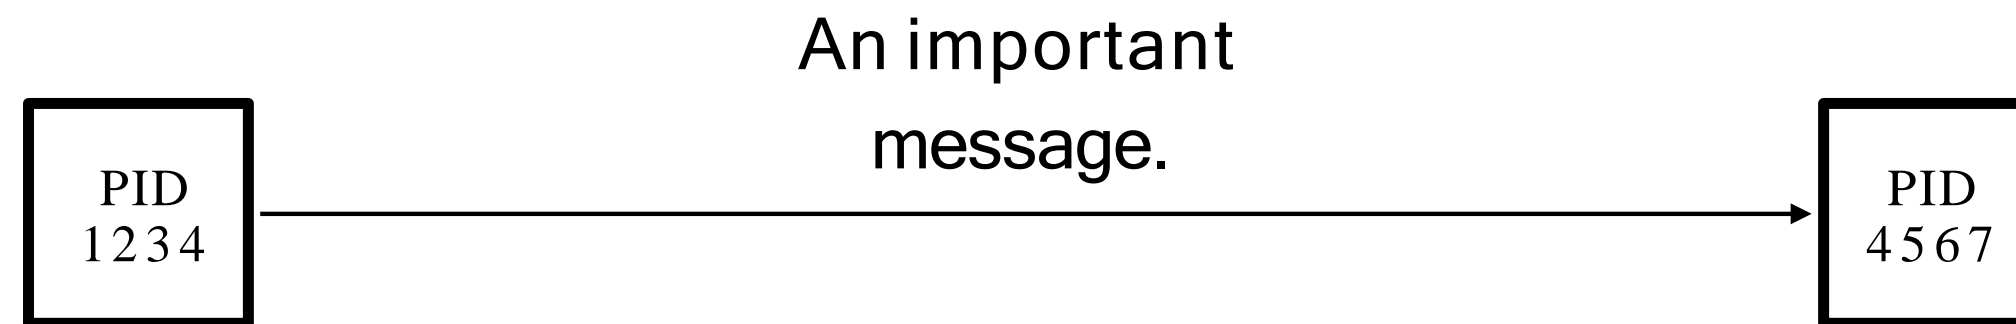 An important
message.
PID
1234
PID
4567